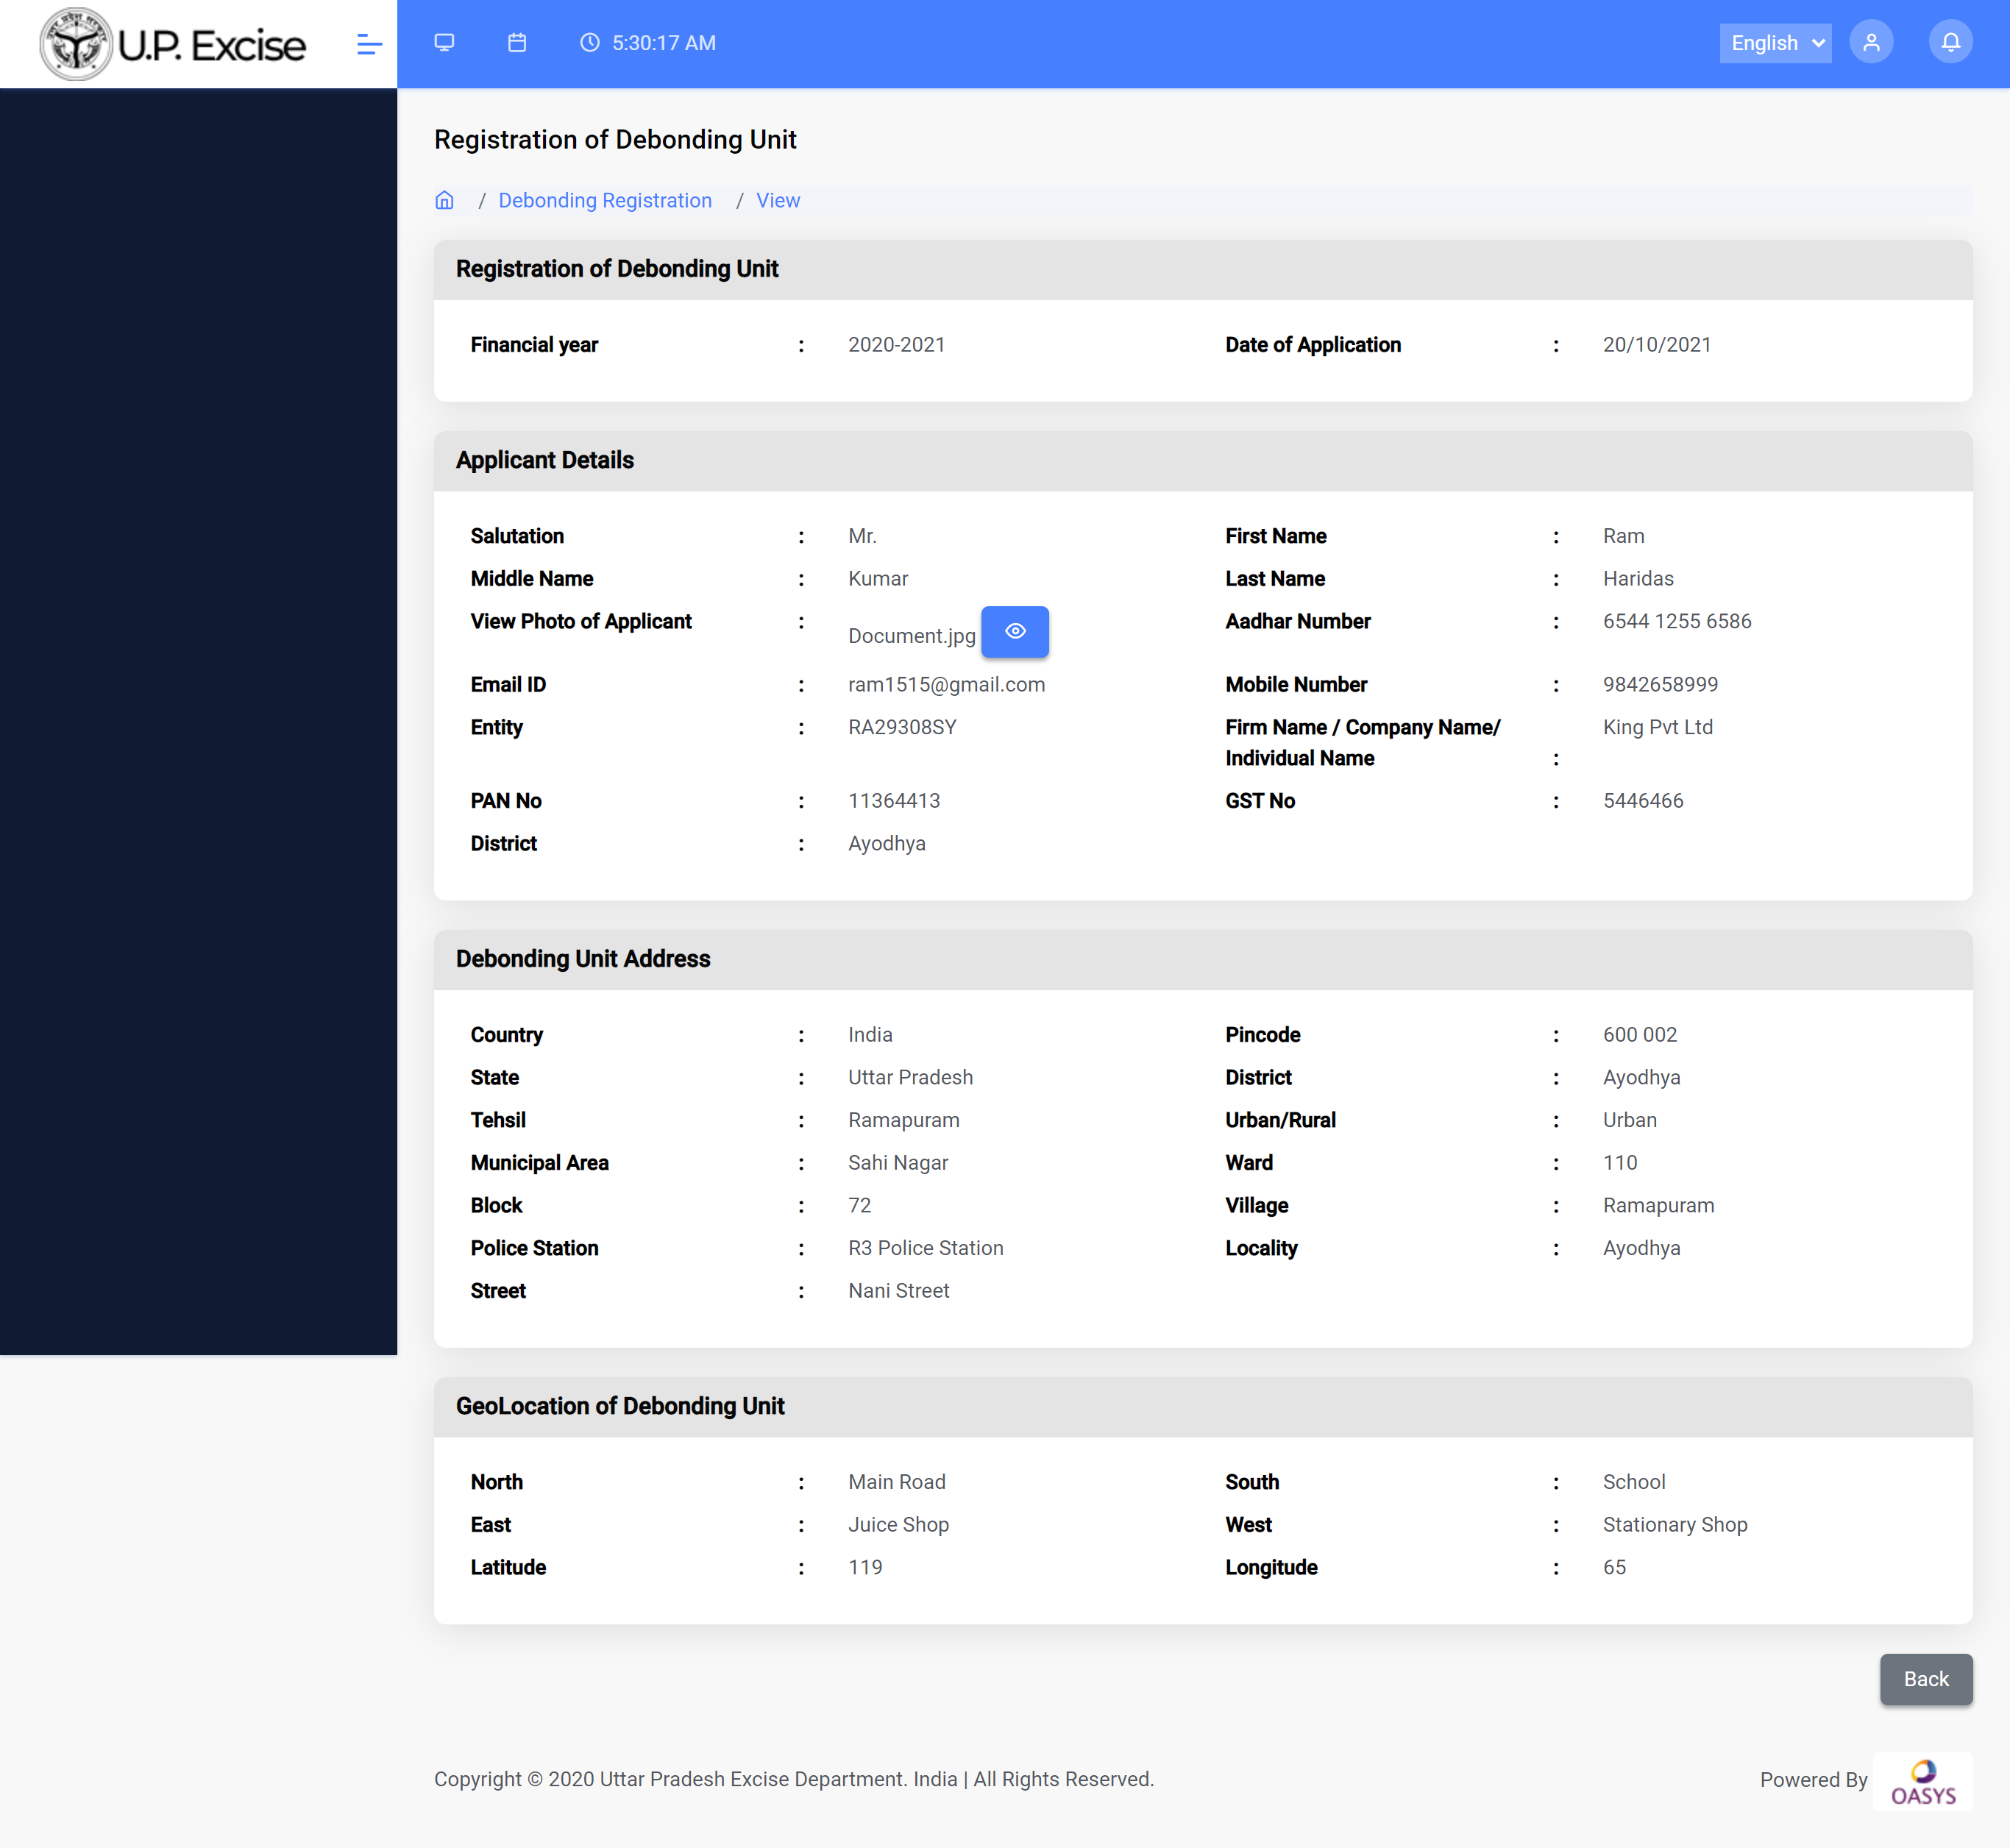 U.P. Excise
5:30:17 AM
English
Registration of Debonding Unit
/ Debonding Registration / View
Registration of Debonding Unit
Financial year : 2020-2021 Date of Application : 20/10/2021
Applicant Details
Salutation : Mr. First Name : Ram
Middle Name : Kumar Last Name : Haridas
View Photo of Applicant : Document.jpg Aadhar Number : 6544 1255 6586
Email ID : ram1515@gmail.com Mobile Number : 9842658999
Entity : RA29308SY Firm Name / Company Name/ King Pvt Ltd
Individual Name :
PAN No : 11364413 GST No : 5446466
District : Ayodhya
Debonding Unit Address
Country : India Pincode : 600 002
State : Uttar Pradesh District : Ayodhya
Tehsil : Ramapuram Urban/Rural : Urban
Municipal Area : Sahi Nagar Ward : 110
Block : 72 Village : Ramapuram
Police Station : R3 Police Station Locality : Ayodhya
Street : Nani Street
GeoLocation of Debonding Unit
North : Main Road South : School
East : Juice Shop West : Stationary Shop
Latitude : 119 Longitude : 65
Back
Copyright © 2020 Uttar Pradesh Excise Department. India | All Rights Reserved. Powered By
OASYS